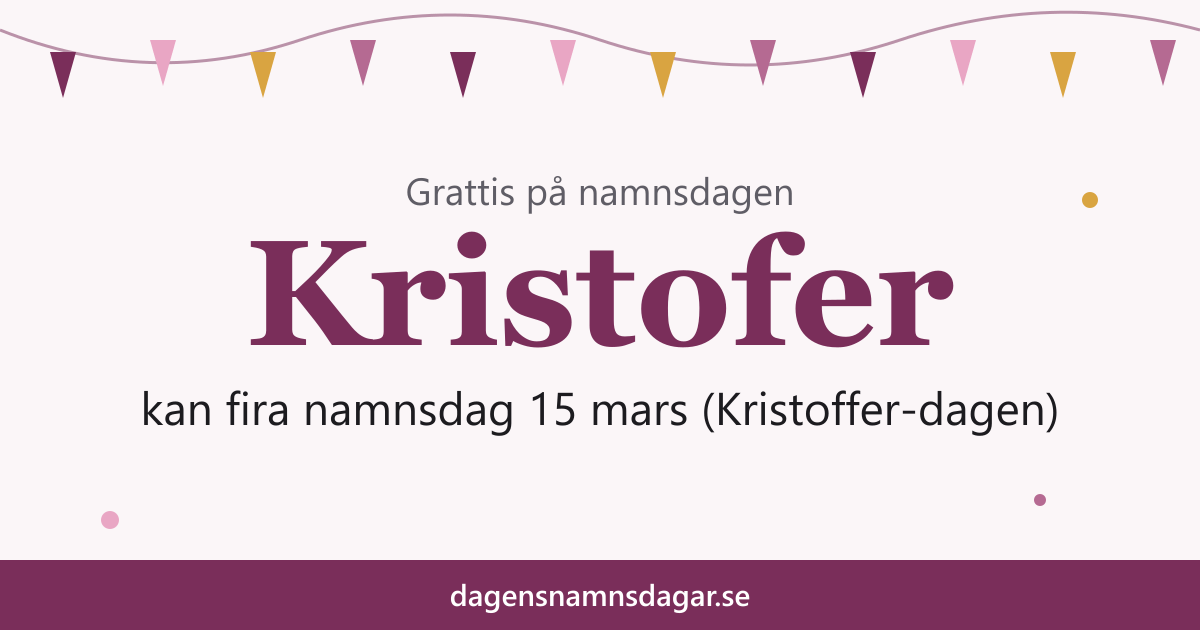 Grattis på namnsdagen
Kristofer
kan fira namnsdag 15 mars (Kristoffer-dagen)
dagensnamnsdagar.se